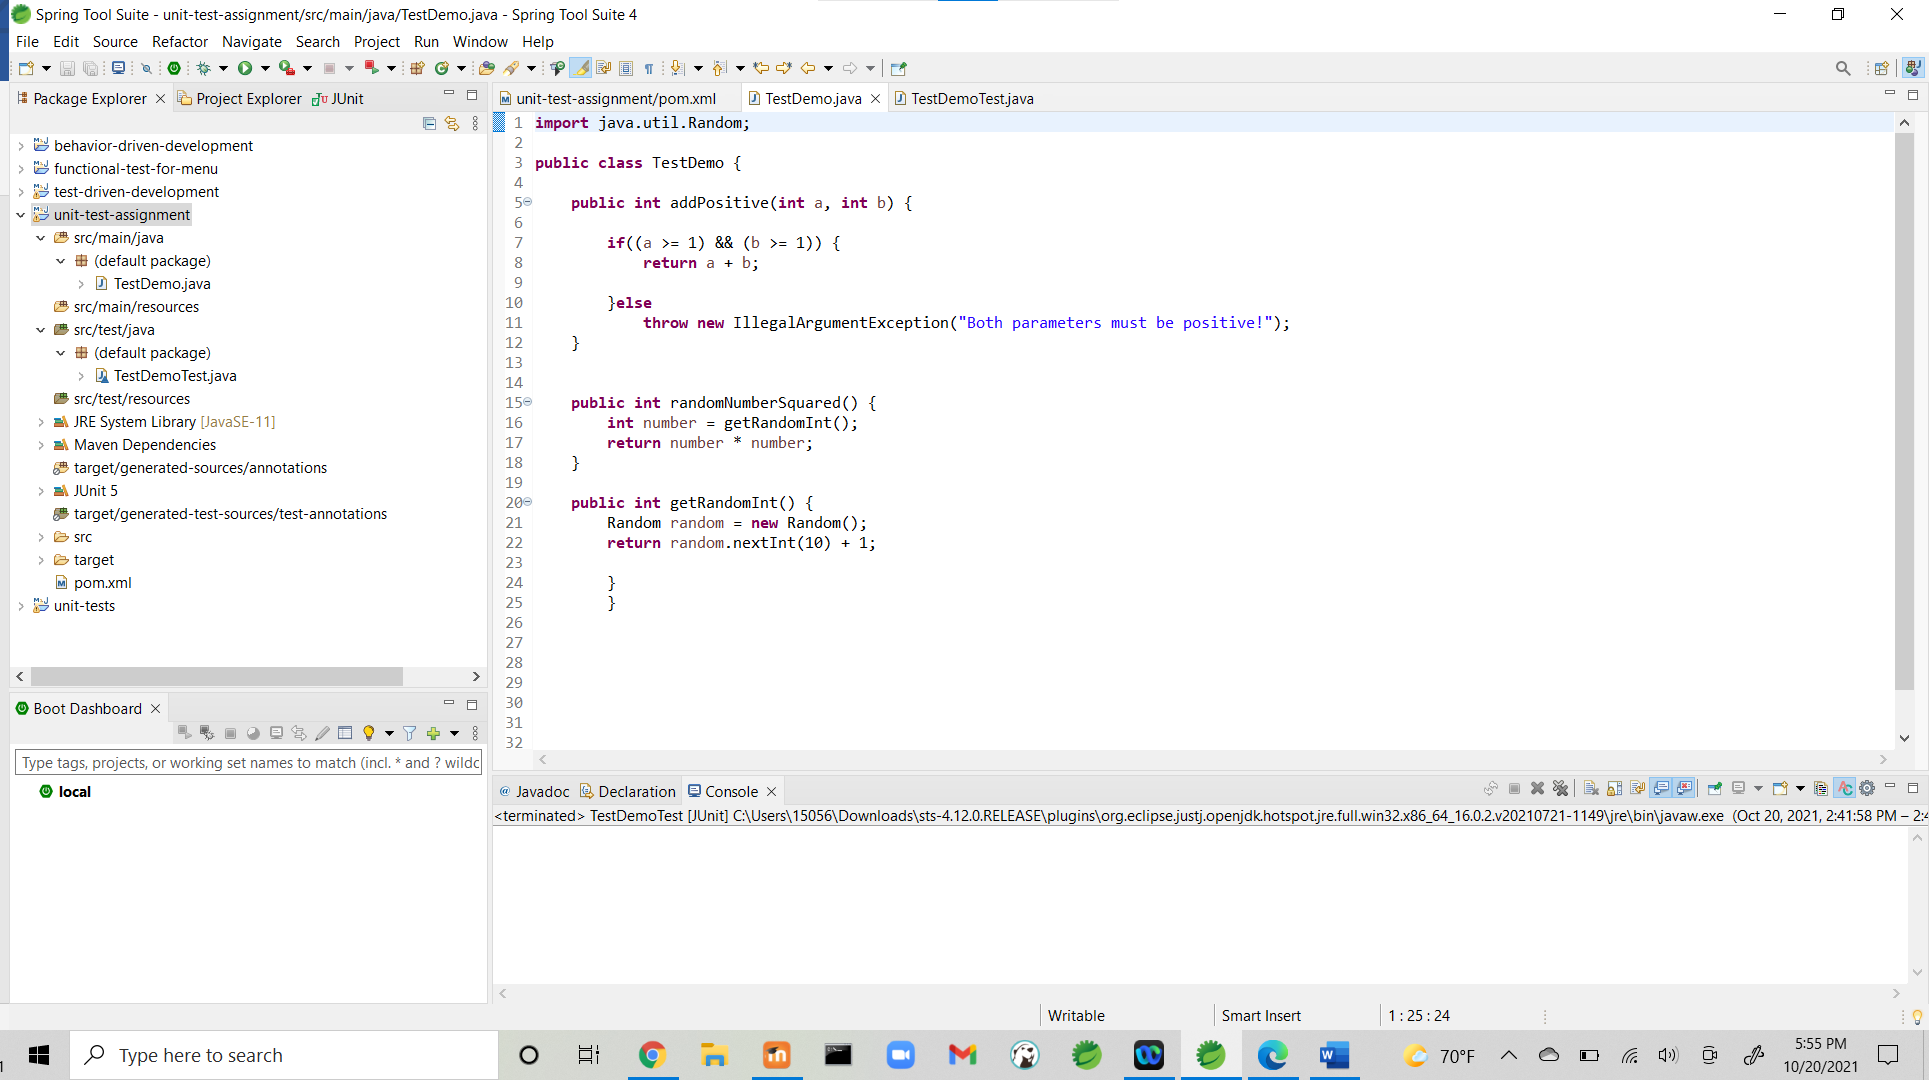 Spring Tool Suite - unit-test-assignment/src/main/java/TestDemo.java - Spring Tool Suite 4
File Edit Source Refactor Navigate Search Project Run Window Help
Package Explorer Project Explorer JUnit
behavior-driven-development
functional-test-for-menu
test-driven-development
unit-test-assignment
src/main/java
(default package)
TestDemo.java
src/main/resources
src/test/java
(default package)
TestDemoTest.java
src/test/resources
JRE System Library [JavaSE-11]
Maven Dependencies
target/generated-sources/annotations
JUnit 5
target/generated-test-sources/test-annotations
src
target
pom.xml
unit-tests
Boot Dashboard
Type tags, projects, or working set names to match (incl. * and ? wildc
local
unit-test-assignment/pom.xml TestDemo.java TestDemoTest.java
1 import java.util.Random;
2
3 public class TestDemo {
4
5 public int addPositive(int a, int b) {
6
7 if((a >= 1) && (b >= 1)) {
8 return a + b;
9
10 }else
11 throw new IllegalArgumentException("Both parameters must be positive!");
12 }
13
14
15 public int randomNumberSquared() {
16 int number = getRandomInt();
17 return number * number;
18 }
19
20 public int getRandomInt() {
21 Random random = new Random();
22 return random.nextInt(10) + 1;
23
24 }
25 }
26
27
28
29
30
31
32
Javadoc Declaration Console
<terminated> TestDemoTest [JUnit] C:\Users\15056\Downloads\sts-4.12.0.RELEASE\plugins\org.eclipse.justj.openjdk.hotspot.jre.full.win32.x86_64_16.0.2.v20210721-1149\jre\bin\javaw.exe (Oct 20, 2021, 2:41:58 PM – 2:4
Writable Smart Insert 1 : 25 : 24
Type here to search
70°F
5:55 PM
10/20/2021